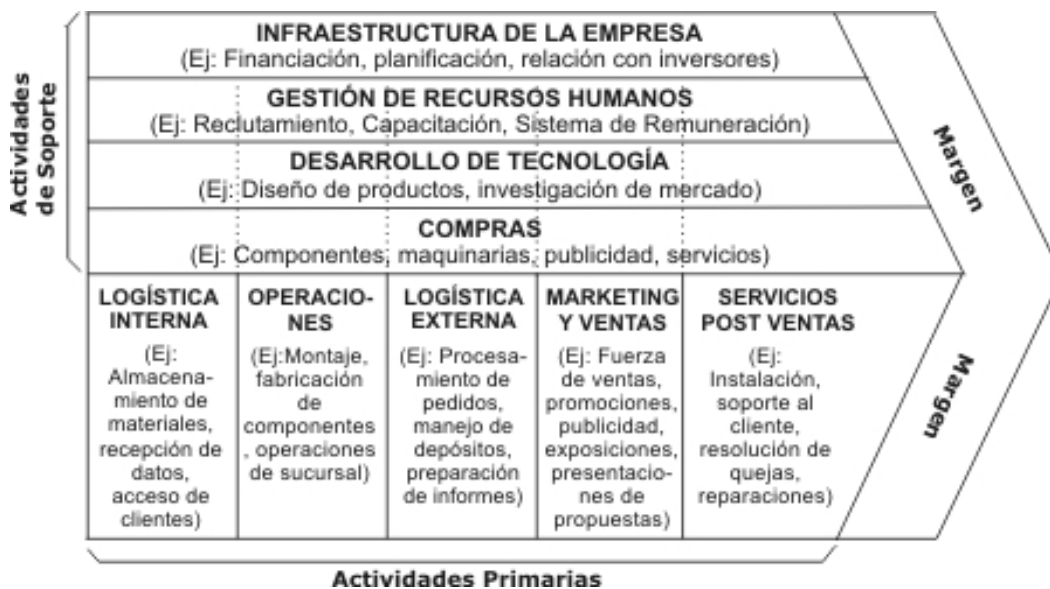 Actividades
de Soporte
INFRAESTRUCTURA DE LA EMPRESA
(Ej: Financiación, planificación, relación con inversores)
GESTIÓN DE RECURSOS HUMANOS
(Ej: Reclutamiento, Capacitación, Sistema de Remuneración)
DESARROLLO DE TECNOLOGÍA
(Ej: Diseño de productos, investigación de mercado)
COMPRAS
(Ej: Componentes, maquinarias, publicidad, servicios)
Margen
LOGÍSTICA
INTERNA
(Ej:
Almacena-
miento de
materiales,
recepción de
datos,
acceso de
clientes)
OPERACIO-
NES
(Ej:Montaje,
fabricación
de
componentes
, operaciones
de sucursal)
LOGÍSTICA
EXTERNA
(Ej: Procesa-
miento de
pedidos,
manejo de
depósitos,
preparación
de informes)
MARKETING
Y VENTAS
(Ej: Fuerza
de ventas,
promociones,
publicidad,
exposiciones,
presentacio-
nes de
propuestas)
SERVICIOS
POST VENTAS
(Ej:
Instalación,
soporte al
cliente,
resolución de
quejas,
reparaciones)
Margen
Actividades Primarias